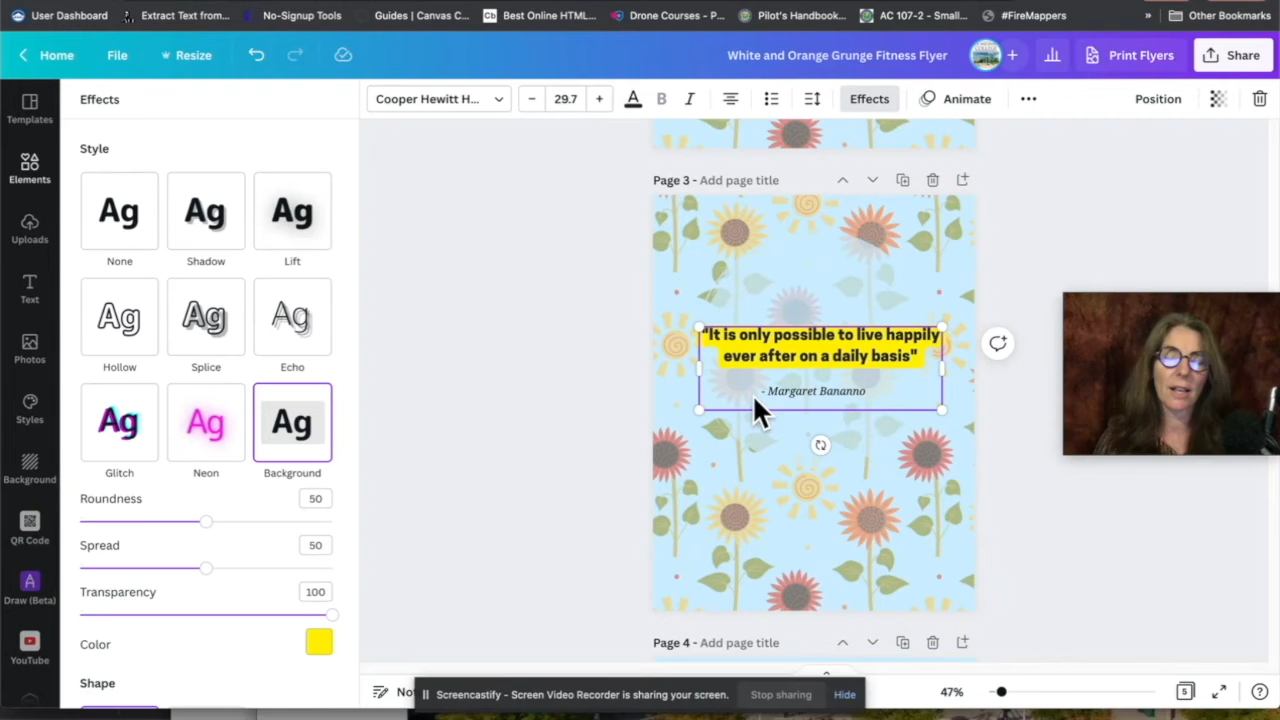 User Dashboard
Extract Text from...
No-Signup Tools
Guides | Canvas C...
Cb Best Online HTML...
Drone Courses - P...
Pilot's Handbook...
AC 107-2 - Small...
#FireMappers
»
Other Bookmarks
Home
File
Resize
White and Orange Grunge Fitness Flyer
+
Print Flyers
Share
Templates
Elements
Uploads
Text
Photos
Styles
Background
QR Code
Draw (Beta)
YouTube
Effects
Style
Ag
None
Ag
Shadow
Ag
Lift
Ag
Hollow
Ag
Splice
Ag
Echo
Ag
Glitch
Ag
Neon
Ag
Background
Roundness 50
Spread 50
Transparency 100
Color
Shape
Cooper Hewitt H...
− 29.7 +
A B I
Effects
Animate
Position
Page 3 - Add page title
"It is only possible to live happily
ever after on a daily basis"
- Margaret Bananno
Page 4 - Add page title
Not
Screencastify - Screen Video Recorder is sharing your screen.
Stop sharing
Hide
47%
5
?